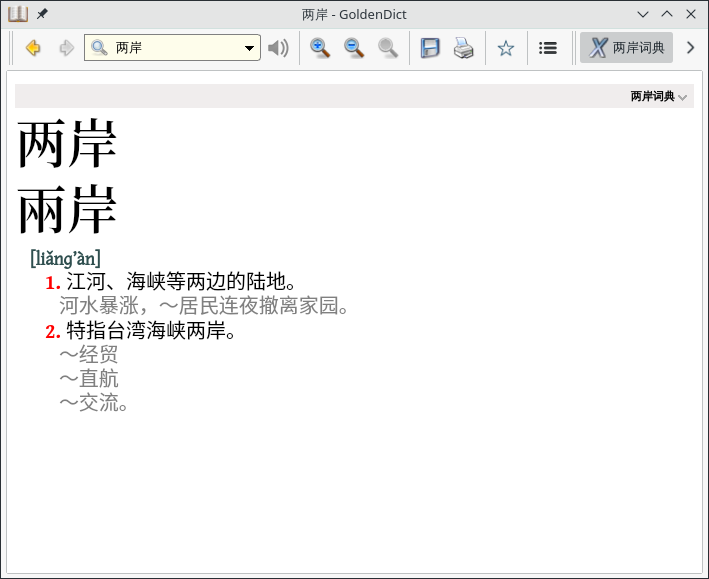 两岸 - GoldenDict
两岸
两岸词典
两岸词典
两岸
兩岸
[liǎng’àn]
1. 江河、海峡等两边的陆地。
河水暴涨，～居民连夜撤离家园。
2. 特指台湾海峡两岸。
～经贸
～直航
～交流。